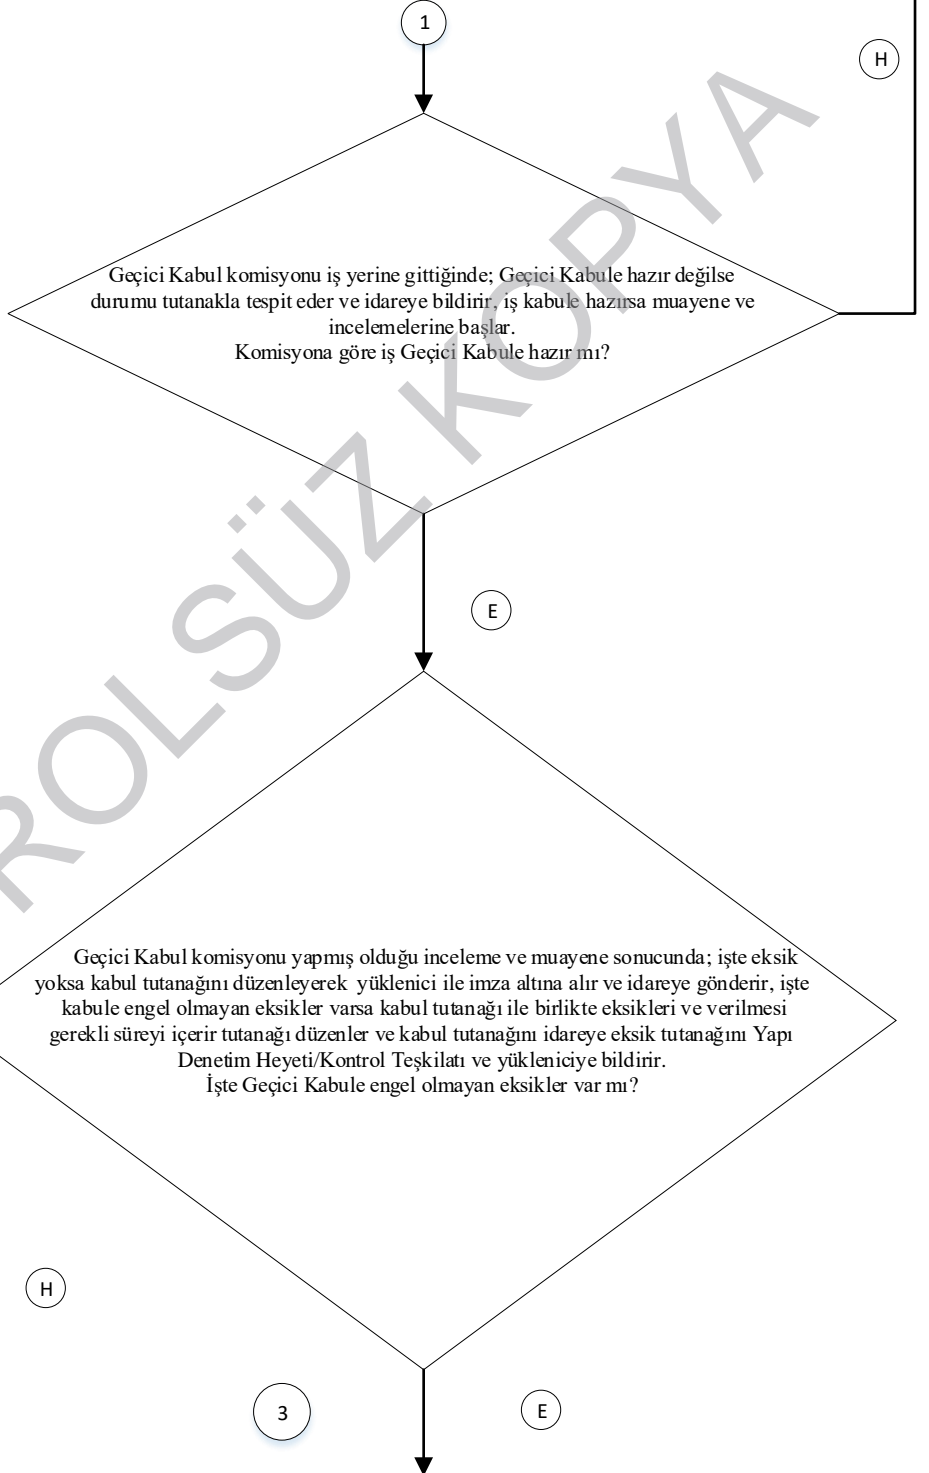 1
H
Geçici Kabul komisyonu iş yerine gittiğinde; Geçici Kabule hazır değilse
durumu tutanakla tespit eder ve idareye bildirir, iş kabule hazırsa muayene ve
incelemelerine başlar.
Komisyona göre iş Geçici Kabule hazır mı?
E
Geçici Kabul komisyonu yapmış olduğu inceleme ve muayene sonucunda; işte eksik
yoksa kabul tutanağını düzenleyerek yüklenici ile imza altına alır ve idareye gönderir, işte
kabule engel olmayan eksikler varsa kabul tutanağı ile birlikte eksikleri ve verilmesi
gerekli süreyi içerir tutanağı düzenler ve kabul tutanağını idareye eksik tutanağını Yapı
Denetim Heyeti/Kontrol Teşkilatı ve yükleniciye bildirir.
İşte Geçici Kabule engel olmayan eksikler var mı?
H
3
E
ROLSÜZ KOPYA